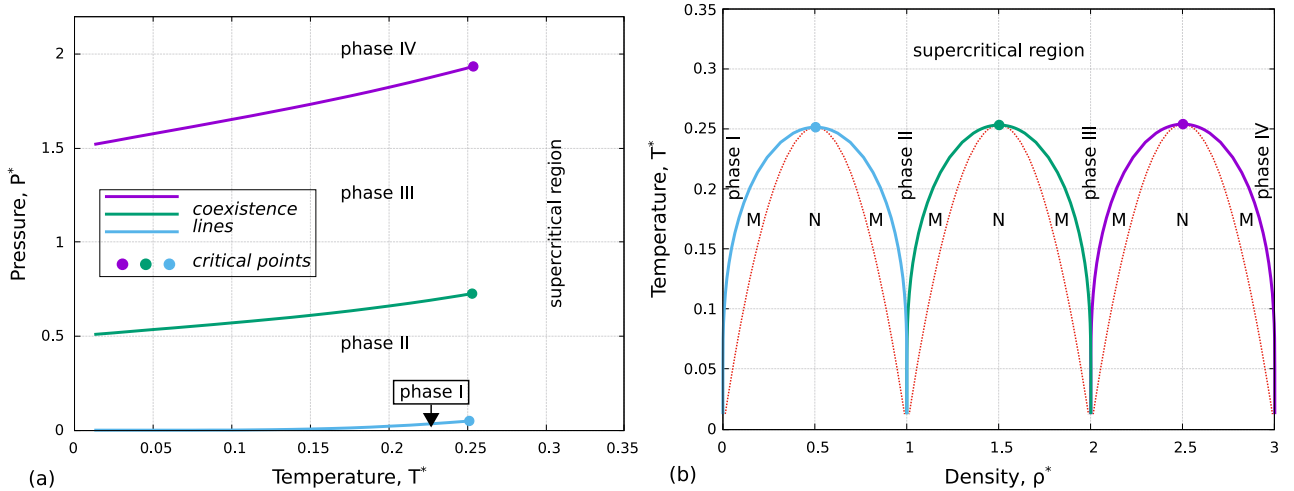 2
1.5
1
0.5
0
0
0.05
0.1
0.15
0.2
0.25
0.3
0.35
Pressure, P*
Temperature, T*
(a)
phase IV
phase III
phase II
phase I
supercritical region
coexistence
lines
critical points
0.35
0.3
0.25
0.2
0.15
0.1
0.05
0
0
0.5
1
1.5
2
2.5
3
Temperature, T*
Density, ρ*
(b)
supercritical region
phase I
phase II
phase III
phase IV
M
N
M
M
N
M
M
N
M